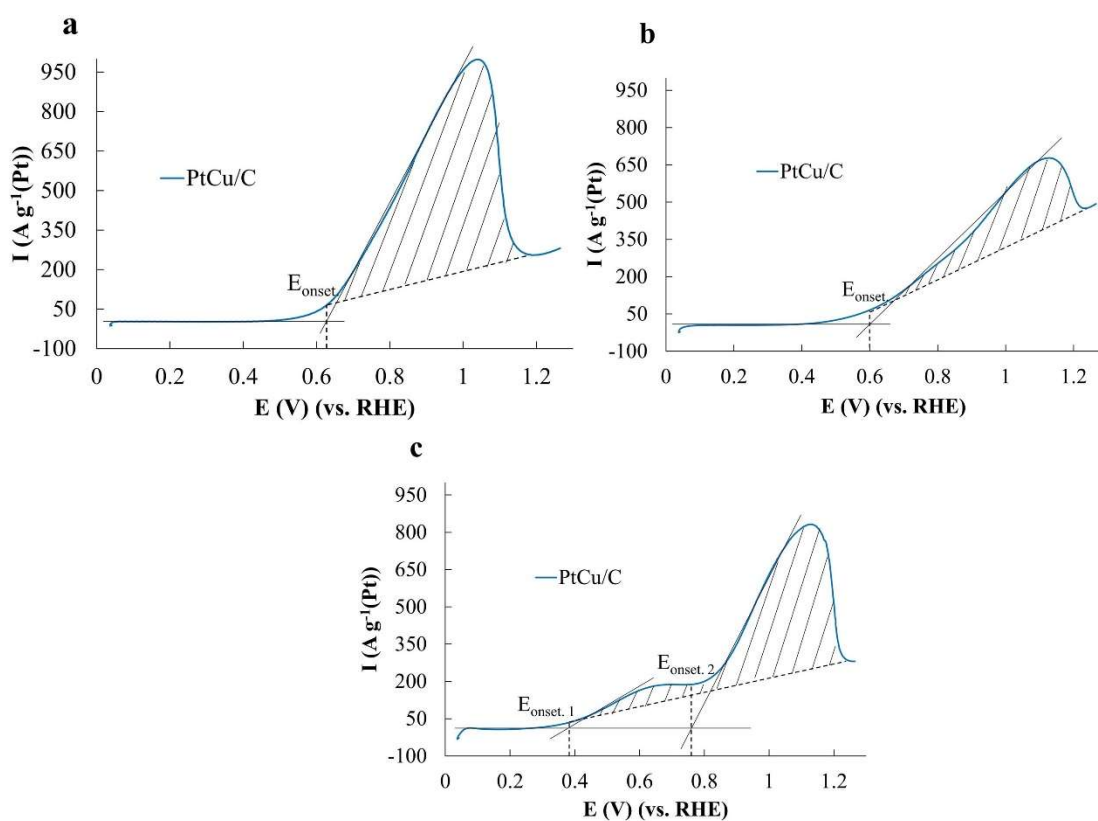 a
950
800
650
500
350
200
50
-100
I (A g⁻¹(Pt))
PtCu/C
E_onset
0 0.2 0.4 0.6 0.8 1 1.2
E (V) (vs. RHE)
b
950
800
650
500
350
200
50
-100
I (A g⁻¹(Pt))
PtCu/C
E_onset
0 0.2 0.4 0.6 0.8 1 1.2
E (V) (vs. RHE)
c
950
800
650
500
350
200
50
-100
I (A g⁻¹(Pt))
PtCu/C
E_onset. 1
E_onset. 2
0 0.2 0.4 0.6 0.8 1 1.2
E (V) (vs. RHE)